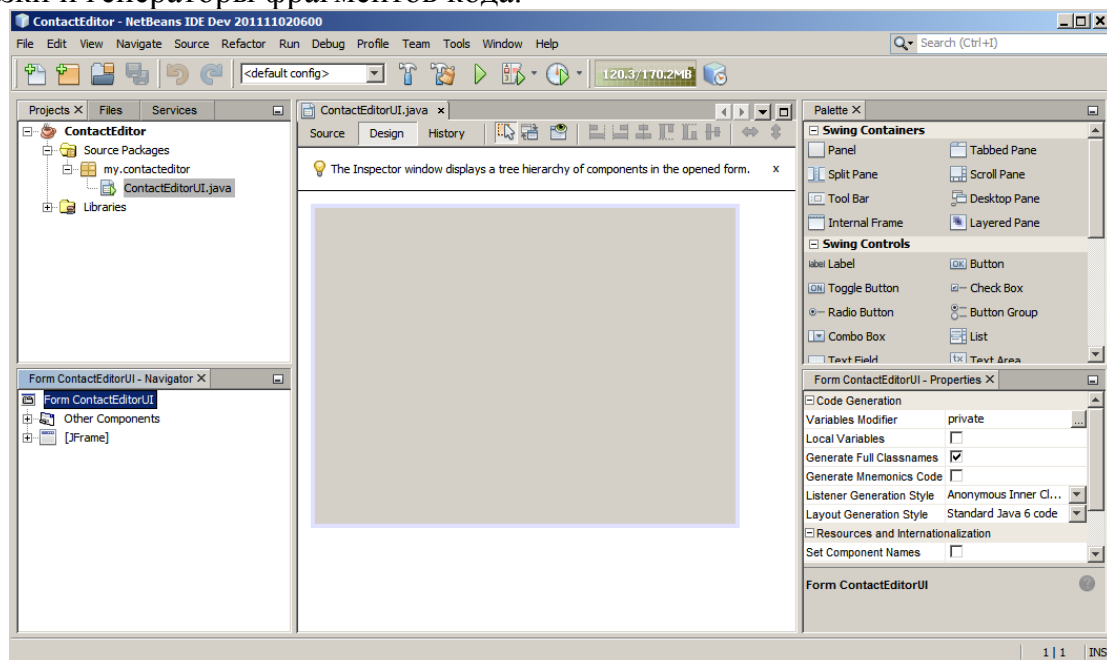 зки и генераторы фрагментов кода.
ContactEditor - NetBeans IDE Dev 201111020600
File Edit View Navigate Source Refactor Run Debug Profile Team Tools Window Help
Search (Ctrl+I)
<default config>
120.3/170.2MB
Projects Files Services
ContactEditor
Source Packages
my.contacteditor
ContactEditorUI.java
Libraries
Form ContactEditorUI - Navigator
Form ContactEditorUI
Other Components
[JFrame]
ContactEditorUI.java
Source Design History
The Inspector window displays a tree hierarchy of components in the opened form. x
Palette
Swing Containers
Panel Tabbed Pane
Split Pane Scroll Pane
Tool Bar Desktop Pane
Internal Frame Layered Pane
Swing Controls
label Label OK Button
ON Toggle Button Check Box
Radio Button Button Group
Combo Box List
Text Field Text Area
Form ContactEditorUI - Properties
Code Generation
Variables Modifier private ...
Local Variables
Generate Full Classnames
Generate Mnemonics Code
Listener Generation Style Anonymous Inner Cl...
Layout Generation Style Standard Java 6 code
Resources and Internationalization
Set Component Names
Form ContactEditorUI
1|1 INS